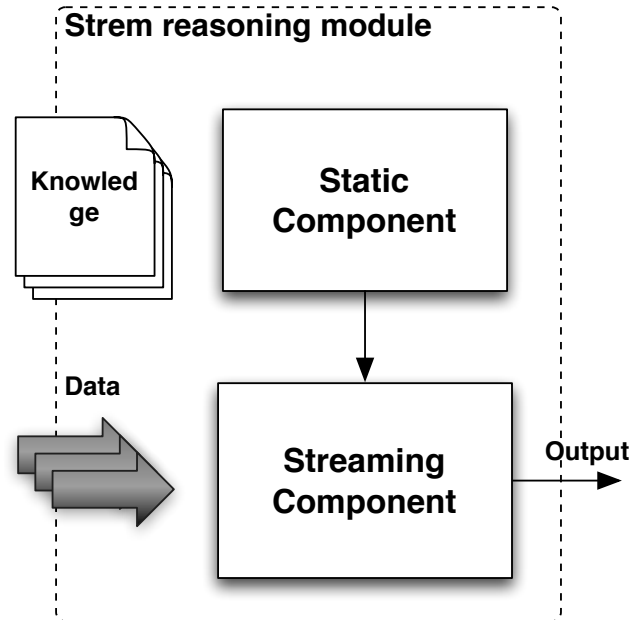 Strem reasoning module
Knowled
ge
Static
Component
Data
Streaming
Component
Output